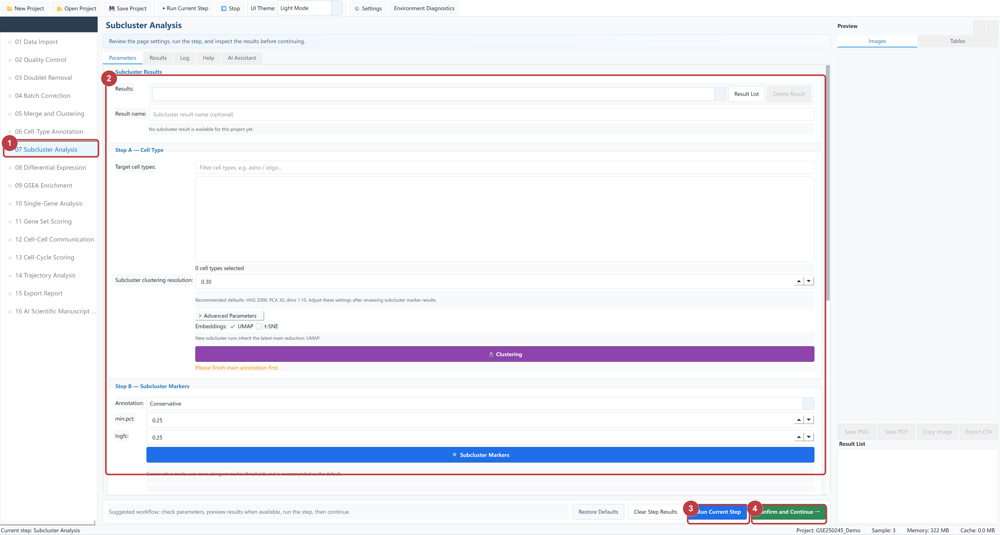 New Project Open Project Save Project Run Current Step Stop UI Theme: Light Mode Settings Environment Diagnostics
01 Data Import
02 Quality Control
03 Doublet Removal
04 Batch Correction
05 Merge and Clustering
06 Cell-Type Annotation
1
07 Subcluster Analysis
08 Differential Expression
09 GSEA Enrichment
10 Single-Gene Analysis
11 Gene Set Scoring
12 Cell–Cell Communication
13 Cell-Cycle Scoring
14 Trajectory Analysis
15 Export Report
16 AI Scientific Manuscript ...
Subcluster Analysis
Review the page settings, run the step, and inspect the results before continuing.
Parameters Results Log Help AI Assistant
Subcluster Results
2
Results: Result List Delete Result
Result name: Subcluster result name (optional)
No subcluster result is available for this project yet.
Step A — Cell Type
Target cell types: Filter cell types, e.g. astro / oligo...
0 cell types selected
Subcluster clustering resolution: 0.30
Recommended defaults: HVG 2000, PCA 30, dims 1:10. Adjust these settings after reviewing subcluster marker results.
> Advanced Parameters
Embeddings: ✓ UMAP t-SNE
New subcluster runs inherit the latest main reduction: UMAP.
Clustering
Please finish main annotation first.
Step B — Subcluster Markers
Annotation: Conservative
min.pct: 0.25
logfc: 0.25
Subcluster Markers
Conservative mode uses more stringent marker thresholds and is recommended as the default.
Suggested workflow: check parameters, preview results when available, run the step, then continue.
Restore Defaults Clear Step Results 3 Run Current Step 4 nfirm and Continue →
Preview
Images Tables
Save PNG Save PDF Copy Image Export CSV
Result List
Current step: Subcluster Analysis Project: GSE250245_Demo Sample: 3 Memory: 322 MB Cache: 0.0 MB